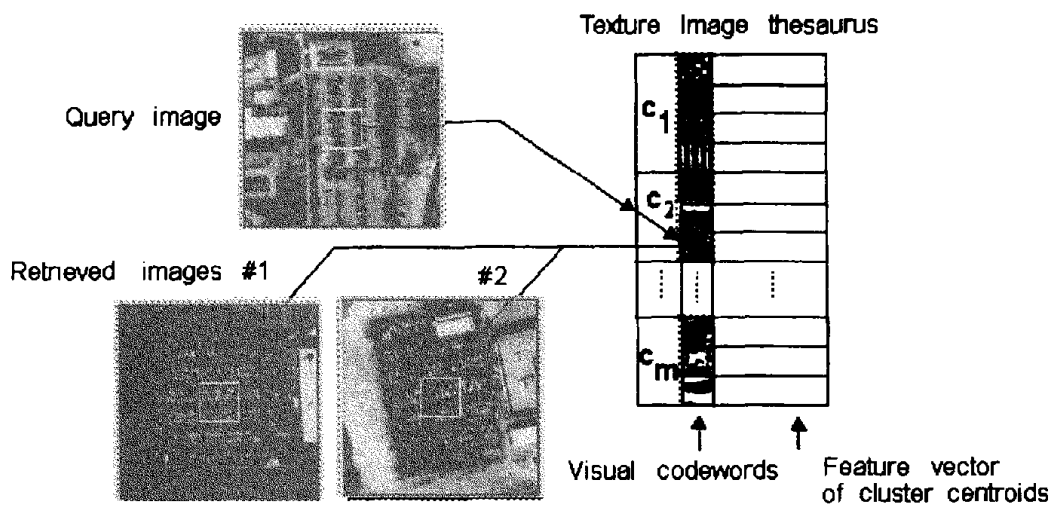 Texture Image thesaurus
Query image
c1
c2
Retrieved images #1
#2
cm
Visual codewords
Feature vector
of cluster centroids